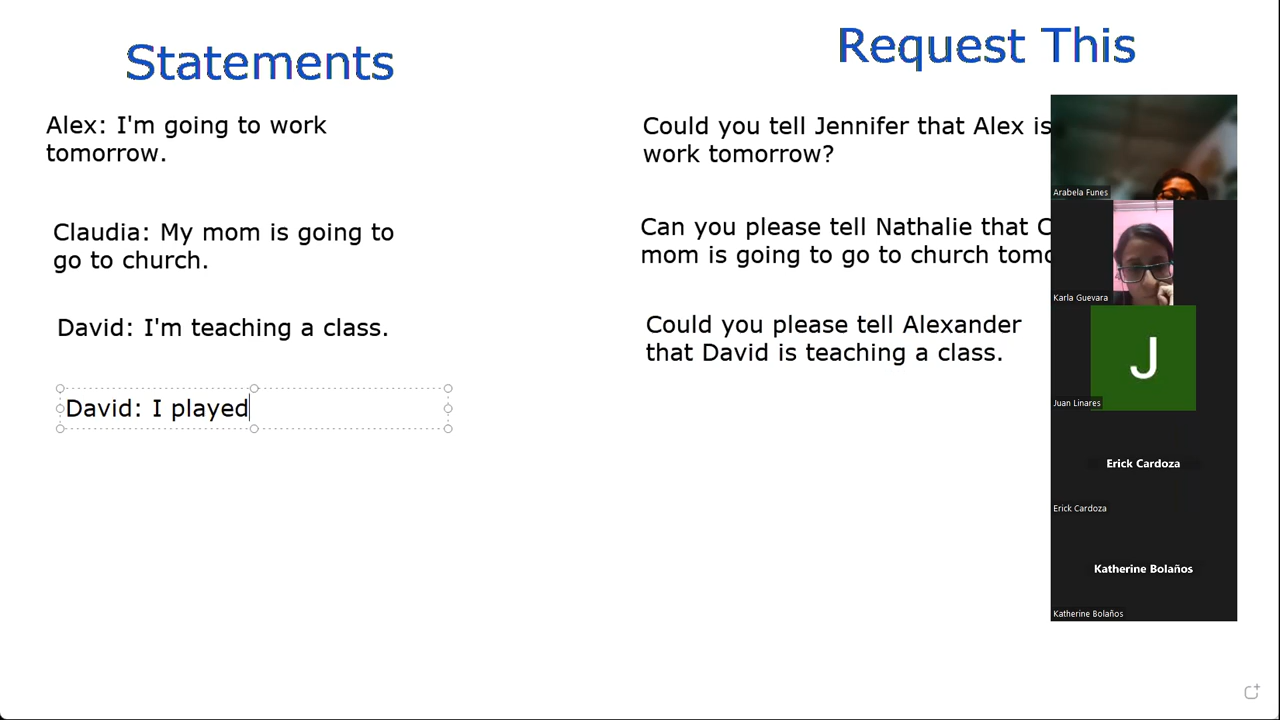 Statements
Alex: I'm going to work
tomorrow.
Claudia: My mom is going to
go to church.
David: I'm teaching a class.
David: I played
Request This
Could you tell Jennifer that Alex is
work tomorrow?
Can you please tell Nathalie that
mom is going to go to church
Could you please tell Alexander
that David is teaching a class.
Arabela Funes
Karla Guevara
J
Juan Linares
Erick Cardoza
Erick Cardoza
Katherine Bolaños
Katherine Bolaños